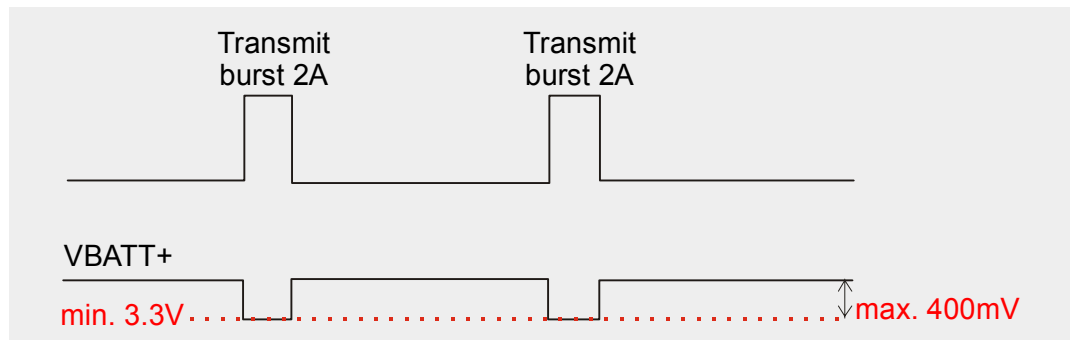 Transmit
burst 2A
Transmit
burst 2A
VBATT+
min. 3.3V
max. 400mV